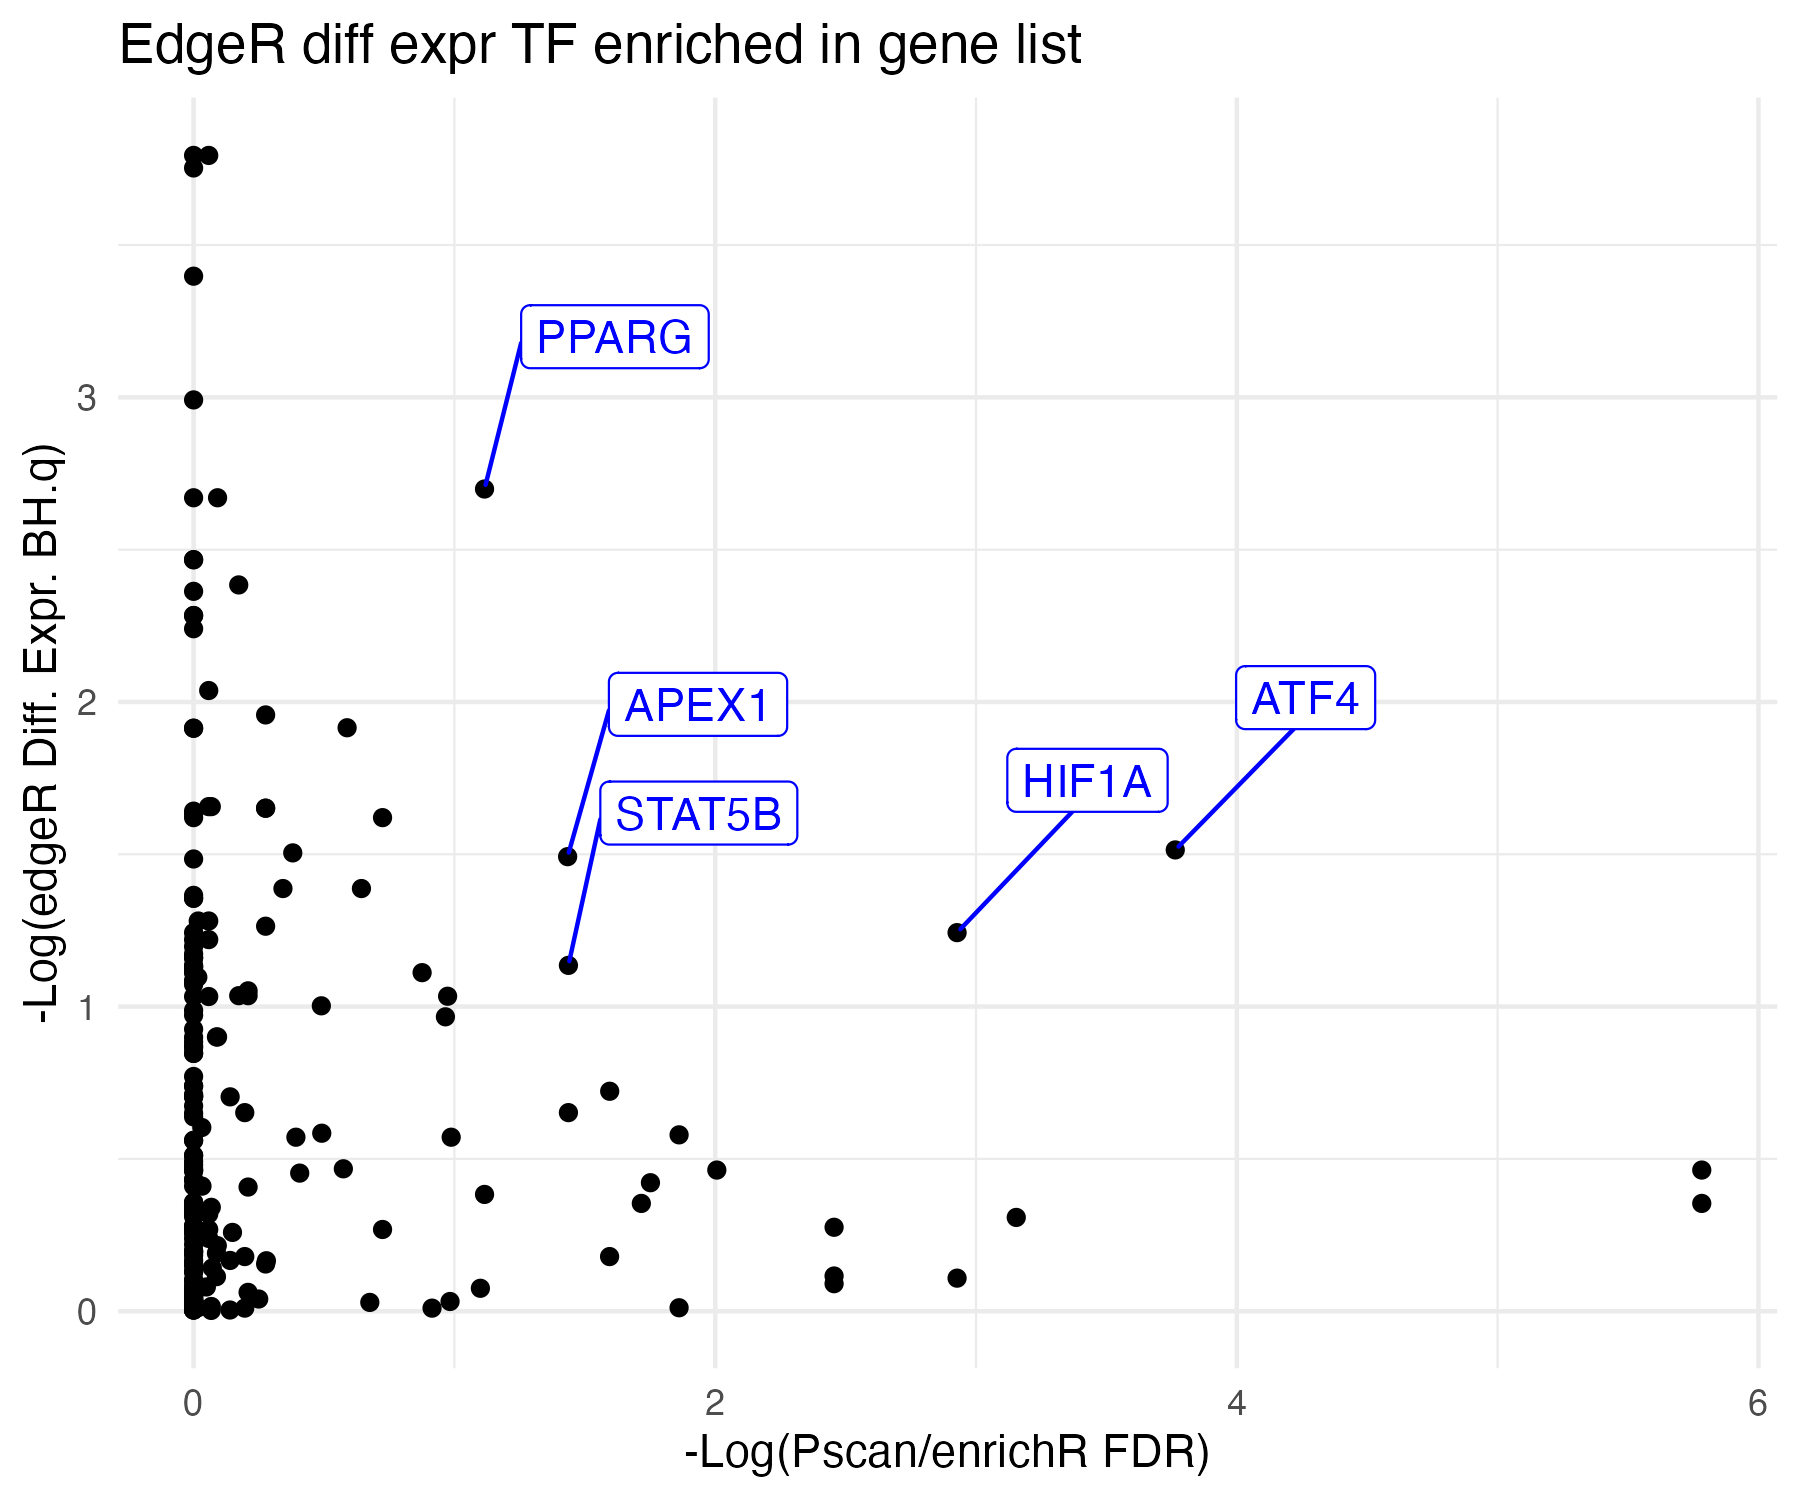 EdgeR diff expr TF enriched in gene list
-Log(edgeR Diff. Expr. BH.q)
3
2
1
0
PPARG
APEX1
ATF4
HIF1A
STAT5B
0 2 4 6
-Log(Pscan/enrichR FDR)